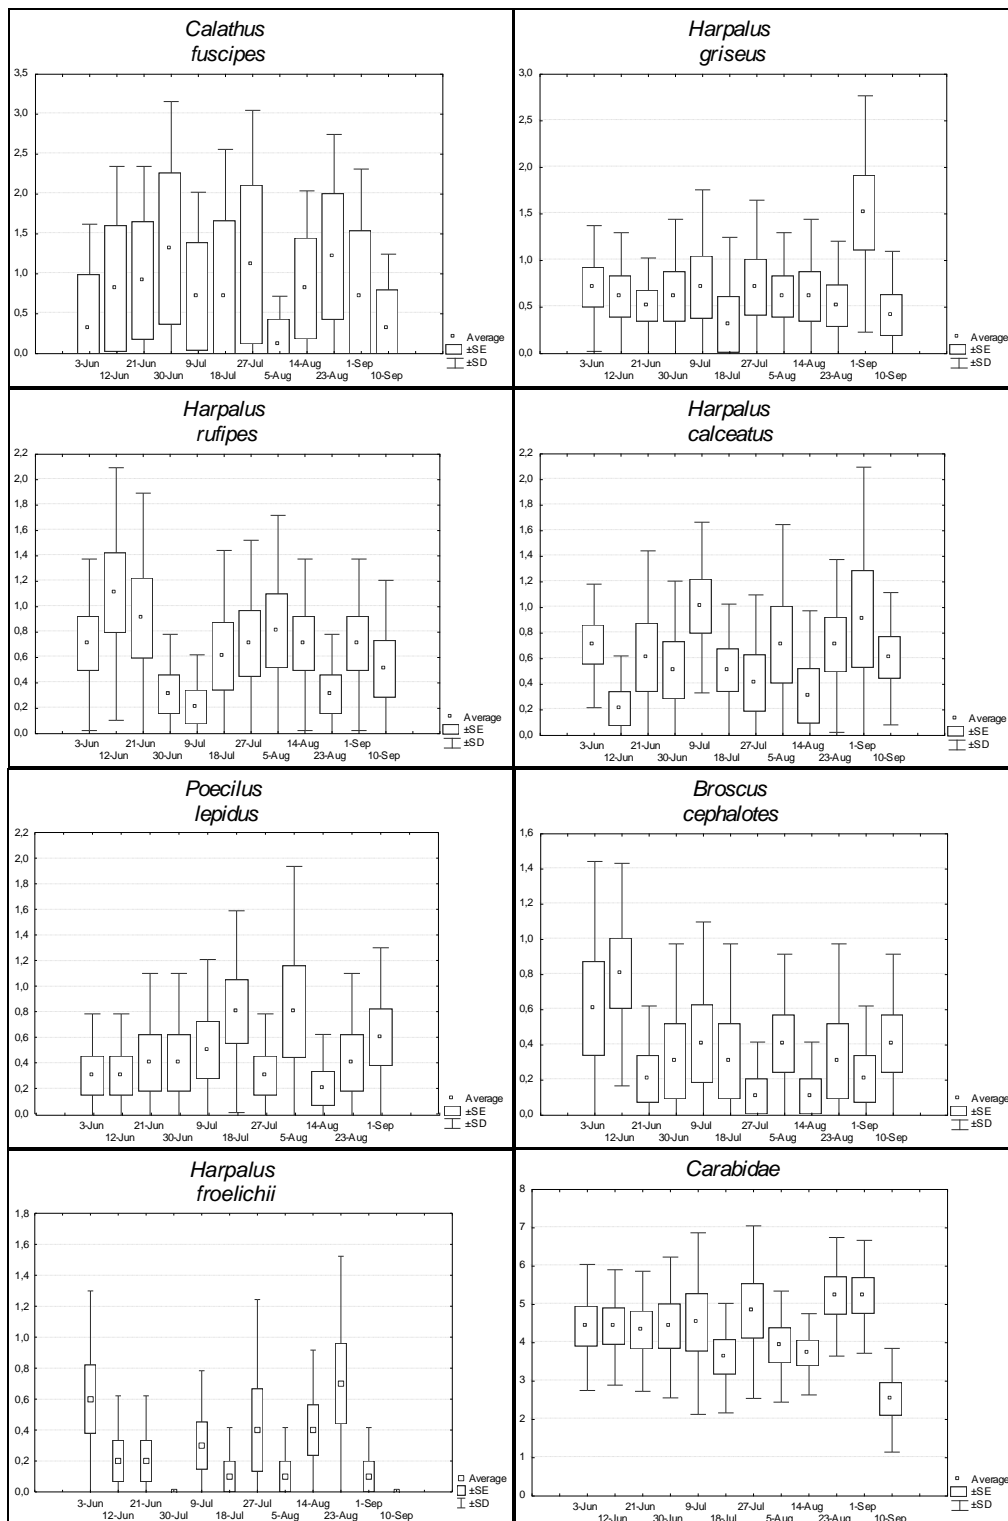 Calathus
fuscipes
3,5
3,0
2,5
2,0
1,5
1,0
0,5
0,0
3-Jun 21-Jun 9-Jul 27-Jul 14-Aug 1-Sep
12-Jun 30-Jun 18-Jul 5-Aug 23-Aug 10-Sep
Average
±SE
±SD
Harpalus
griseus
3,0
2,5
2,0
1,5
1,0
0,5
0,0
3-Jun 21-Jun 9-Jul 27-Jul 14-Aug 1-Sep
12-Jun 30-Jun 18-Jul 5-Aug 23-Aug 10-Sep
Average
±SE
±SD
Harpalus
rufipes
2,2
2,0
1,8
1,6
1,4
1,2
1,0
0,8
0,6
0,4
0,2
0,0
3-Jun 21-Jun 9-Jul 27-Jul 14-Aug 1-Sep
12-Jun 30-Jun 18-Jul 5-Aug 23-Aug 10-Sep
Average
±SE
±SD
Harpalus
calceatus
2,2
2,0
1,8
1,6
1,4
1,2
1,0
0,8
0,6
0,4
0,2
0,0
3-Jun 21-Jun 9-Jul 27-Jul 14-Aug 1-Sep
12-Jun 30-Jun 18-Jul 5-Aug 23-Aug 10-Sep
Average
±SE
±SD
Poecilus
lepidus
2,2
2,0
1,8
1,6
1,4
1,2
1,0
0,8
0,6
0,4
0,2
0,0
3-Jun 21-Jun 9-Jul 27-Jul 14-Aug 1-Sep
12-Jun 30-Jun 18-Jul 5-Aug 23-Aug
Average
±SE
±SD
Broscus
cephalotes
1,6
1,4
1,2
1,0
0,8
0,6
0,4
0,2
0,0
3-Jun 21-Jun 9-Jul 27-Jul 14-Aug 1-Sep
12-Jun 30-Jun 18-Jul 5-Aug 23-Aug 10-Sep
Average
±SE
±SD
Harpalus
froelichii
1,8
1,6
1,4
1,2
1,0
0,8
0,6
0,4
0,2
0,0
3-Jun 21-Jun 9-Jul 27-Jul 14-Aug 1-Sep
12-Jun 30-Jul 18-Jul 5-Aug 23-Aug 10-Sep
Average
±SE
±SD
Carabidae
8
7
6
5
4
3
2
1
0
3-Jun 21-Jun 9-Jul 27-Jul 14-Aug 1-Sep
12-Jun 30-Jun 18-Jul 5-Aug 23-Aug 10-Sep
Average
±SE
±SD